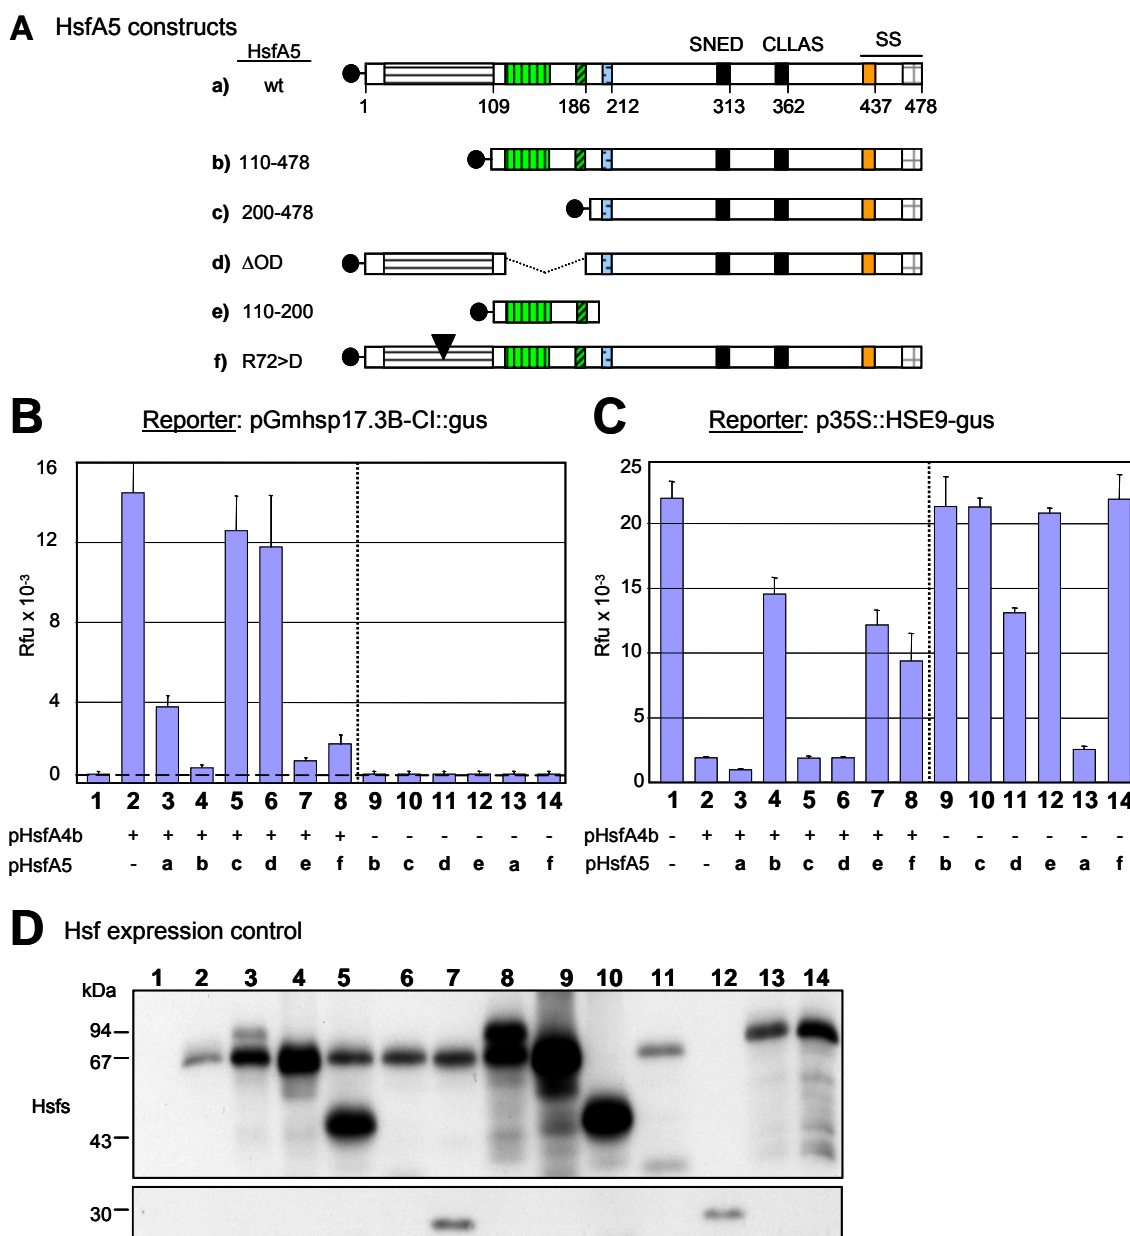 A HsfA5 constructs
HsfA5
SNED CLLAS SS
a) wt
1 109 186 212 313 362 437 478
b) 110-478
c) 200-478
d) ΔOD
e) 110-200
f) R72>D
B Reporter: pGmhsp17.3B-CI::gus
16
12
8
4
0
Rfu x 10-3
1 2 3 4 5 6 7 8 9 10 11 12 13 14
pHsfA4b + + + + + + + - - - - - -
pHsfA5 - a b c d e f b c d e a f
C Reporter: p35S::HSE9-gus
25
20
15
10
5
0
Rfu x 10-3
1 2 3 4 5 6 7 8 9 10 11 12 13 14
pHsfA4b - + + + + + + + - - - - - -
pHsfA5 - - a b c d e f b c d e a f
D Hsf expression control
1 2 3 4 5 6 7 8 9 10 11 12 13 14
kDa
94
67
Hsfs
43
30